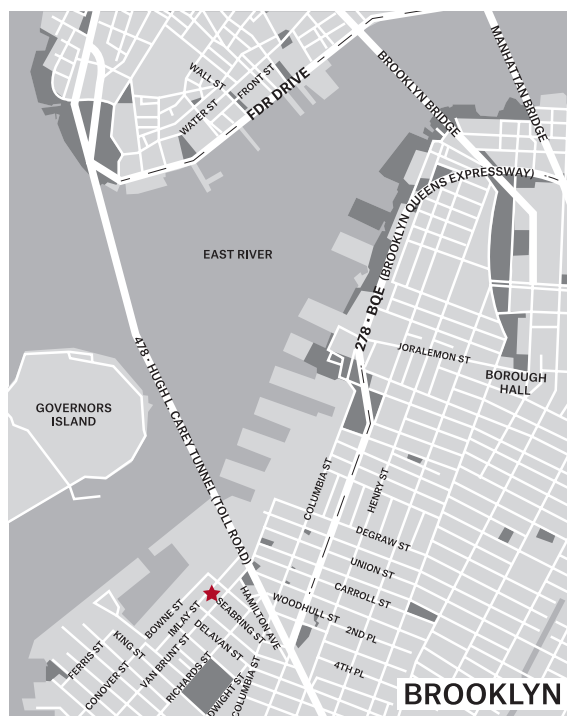 WALL ST
FRONT ST
WATER ST
FDR DRIVE
BROOKLYN BRIDGE
MANHATTAN BRIDGE
278 • BQE (BROOKLYN QUEENS EXPRESSWAY)
EAST RIVER
JORALEMON ST
BOROUGH
HALL
478 • HUGH L. CAREY TUNNEL (TOLL ROAD)
GOVERNORS
ISLAND
COLUMBIA ST
HENRY ST
DEGRAW ST
UNION ST
CARROLL ST
WOODHULL ST
2ND PL
4TH PL
HAMILTON AVE
SEABRING ST
BOWNE ST
IMLAY ST
DELAVAN ST
KING ST
FERRIS ST
VAN BRUNT ST
CONOVER ST
RICHARDS ST
DWIGHT ST
COLUMBIA ST
BROOKLYN